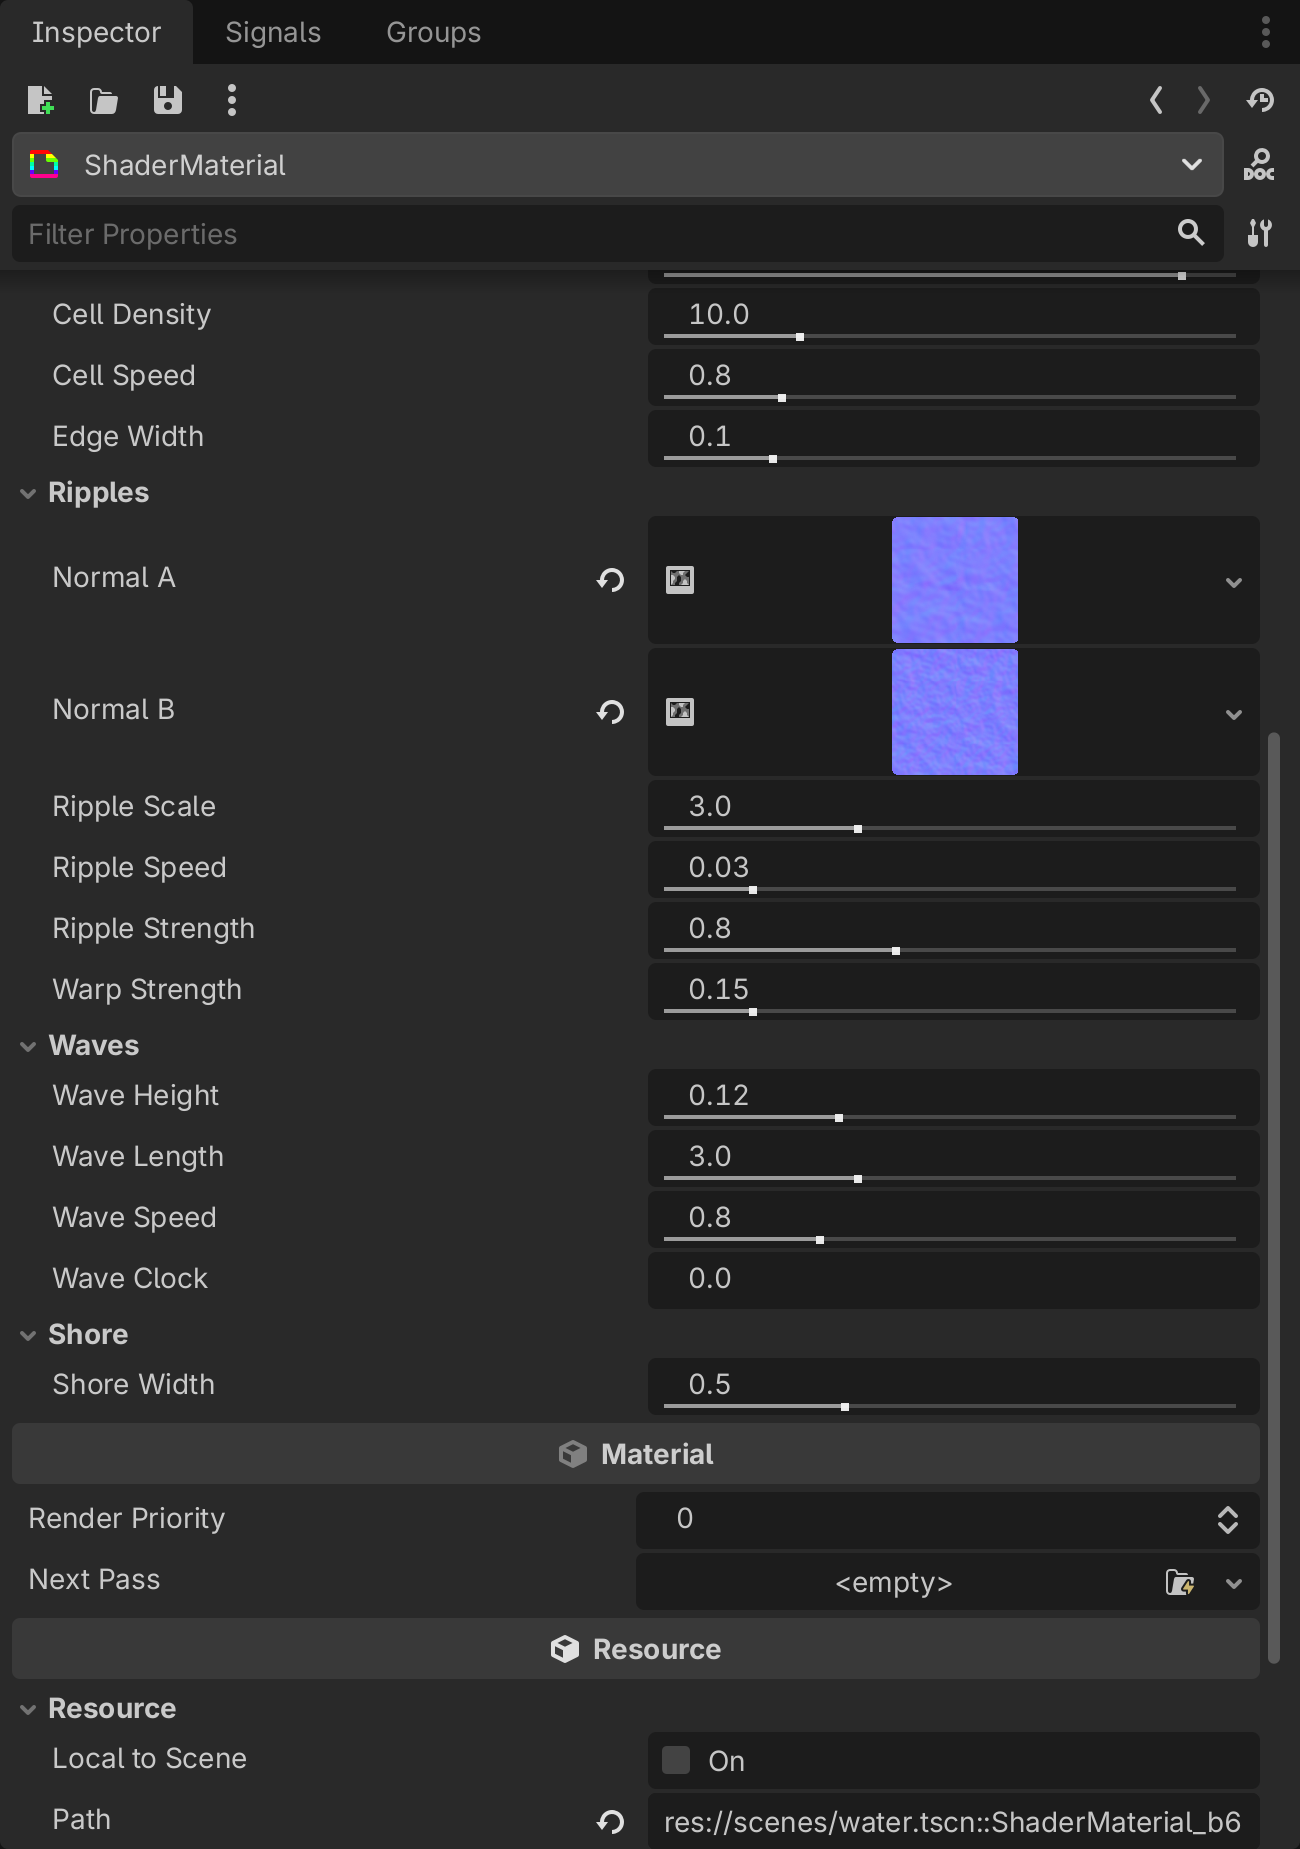 Inspector Signals Groups
ShaderMaterial
DOC
Filter Properties
Cell Density 10.0
Cell Speed 0.8
Edge Width 0.1
Ripples
Normal A
Normal B
Ripple Scale 3.0
Ripple Speed 0.03
Ripple Strength 0.8
Warp Strength 0.15
Waves
Wave Height 0.12
Wave Length 3.0
Wave Speed 0.8
Wave Clock 0.0
Shore
Shore Width 0.5
Material
Render Priority 0
Next Pass <empty>
Resource
Resource
Local to Scene On
Path res://scenes/water.tscn::ShaderMaterial_b6